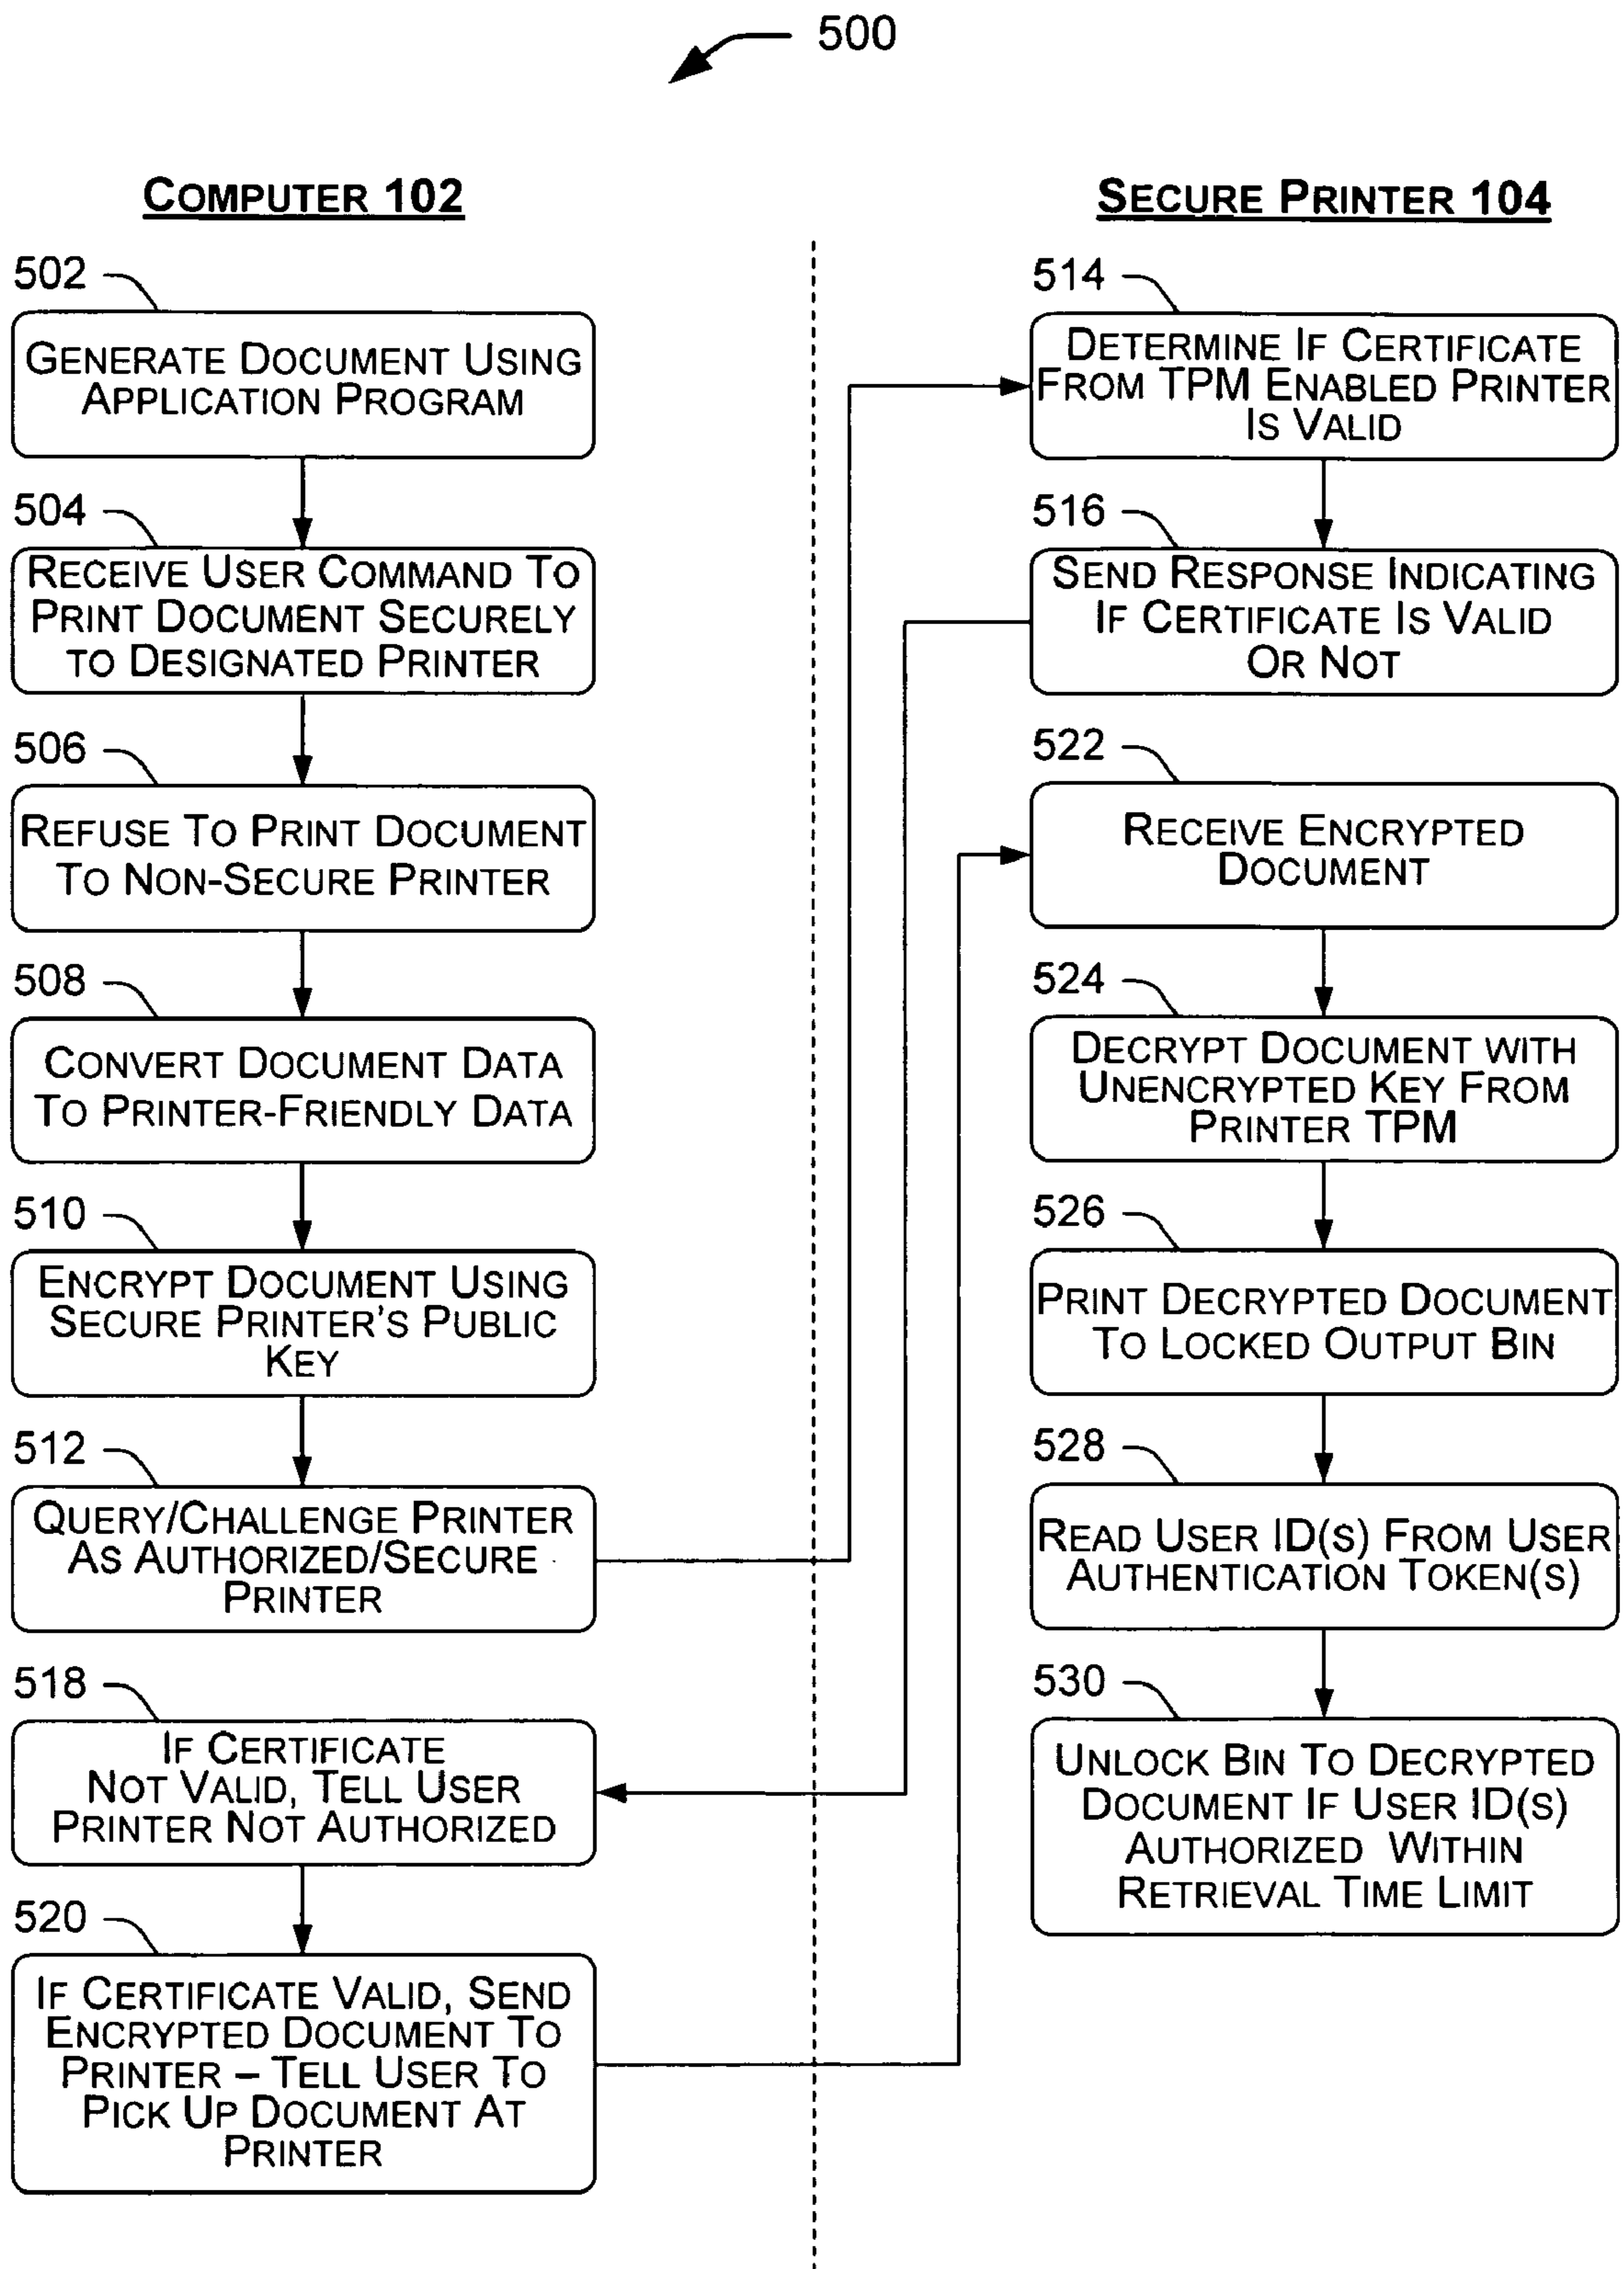 500
COMPUTER 102
502
GENERATE DOCUMENT USING
APPLICATION PROGRAM
504
RECEIVE USER COMMAND TO
PRINT DOCUMENT SECURELY
TO DESIGNATED PRINTER
506
REFUSE TO PRINT DOCUMENT
TO NON-SECURE PRINTER
508
CONVERT DOCUMENT DATA
TO PRINTER-FRIENDLY DATA
510
ENCRYPT DOCUMENT USING
SECURE PRINTER'S PUBLIC
KEY
512
QUERY/CHALLENGE PRINTER
AS AUTHORIZED/SECURE
PRINTER
518
IF CERTIFICATE
NOT VALID, TELL USER
PRINTER NOT AUTHORIZED
520
IF CERTIFICATE VALID, SEND
ENCRYPTED DOCUMENT TO
PRINTER – TELL USER TO
PICK UP DOCUMENT AT
PRINTER
SECURE PRINTER 104
514
DETERMINE IF CERTIFICATE
FROM TPM ENABLED PRINTER
IS VALID
516
SEND RESPONSE INDICATING
IF CERTIFICATE IS VALID
OR NOT
522
RECEIVE ENCRYPTED
DOCUMENT
524
DECRYPT DOCUMENT WITH
UNENCRYPTED KEY FROM
PRINTER TPM
526
PRINT DECRYPTED DOCUMENT
TO LOCKED OUTPUT BIN
528
READ USER ID(S) FROM USER
AUTHENTICATION TOKEN(S)
530
UNLOCK BIN TO DECRYPTED
DOCUMENT IF USER ID(S)
AUTHORIZED WITHIN
RETRIEVAL TIME LIMIT